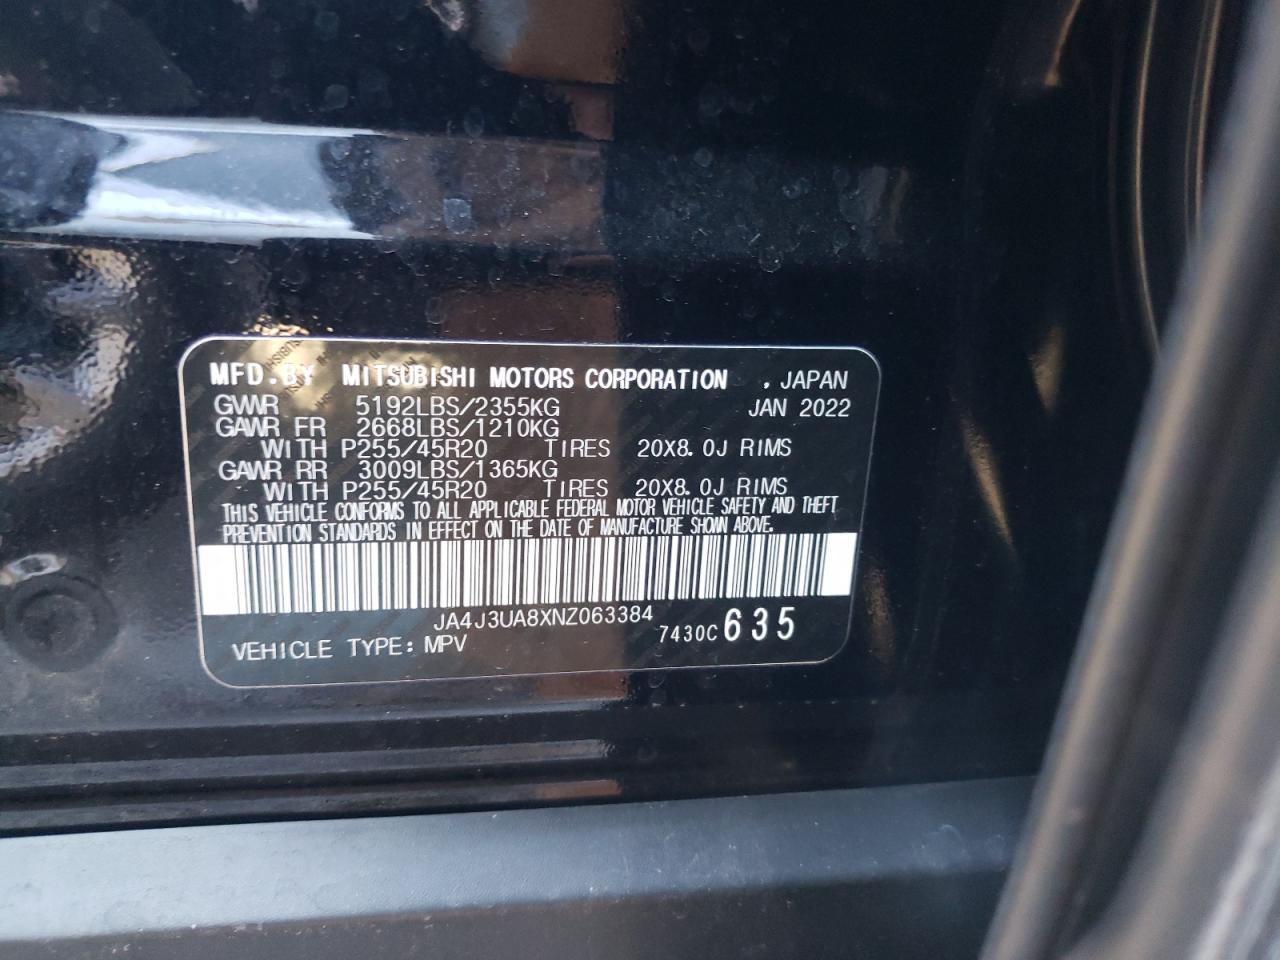 MFD.BY MITSUBISHI MOTORS CORPORATION , JAPAN
GVWR 5192LBS/2355KG JAN 2022
GAWR FR 2668LBS/1210KG
WITH P255/45R20 TIRES 20X8.0J RIMS
GAWR RR 3009LBS/1365KG
WITH P255/45R20 TIRES 20X8.0J RIMS
THIS VEHICLE CONFORMS TO ALL APPLICABLE FEDERAL MOTOR VEHICLE SAFETY AND THEFT
PREVENTION STANDARDS IN EFFECT ON THE DATE OF MANUFACTURE SHOWN ABOVE.
JA4J3UA8XNZ063384
VEHICLE TYPE: MPV 7430C 635